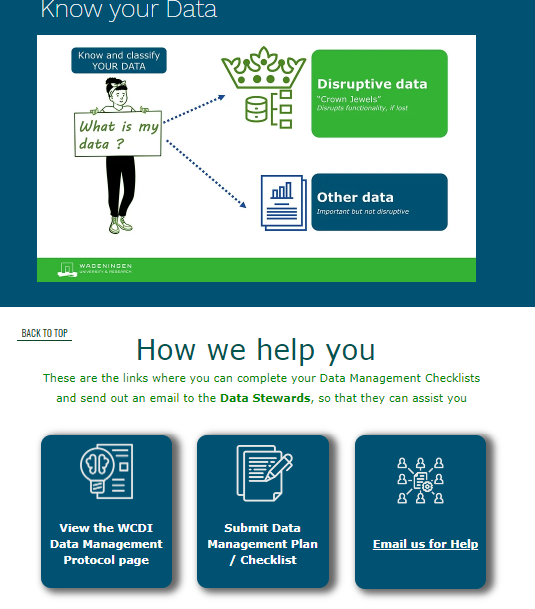 Know your Data
Know and classify
YOUR DATA
What is my
data ?
Disruptive data
“Crown Jewels”
Disrupts functionality, if lost
Other data
Important but not disruptive
WAGENINGEN
UNIVERSITY & RESEARCH
BACK TO TOP
How we help you
These are the links where you can complete your Data Management Checklists
and send out an email to the Data Stewards, so that they can assist you
View the WCDI
Data Management
Protocol page
Submit Data
Management Plan
/ Checklist
Email us for Help